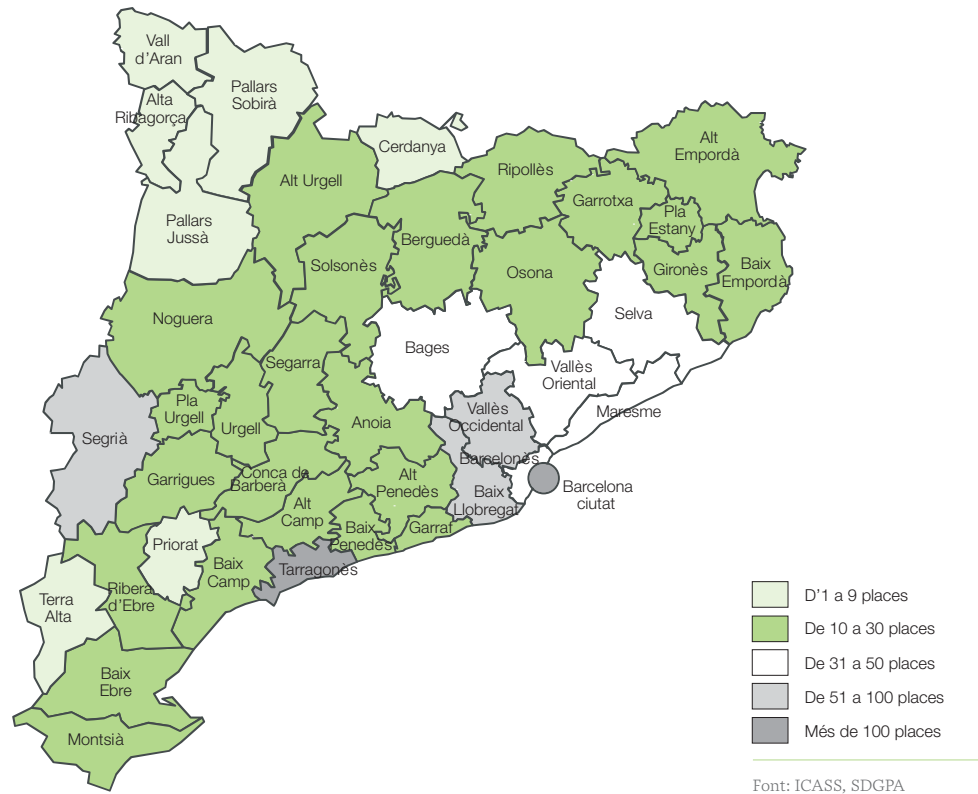 Vall
d'Aran
Alta
Ribagorça
Pallars
Sobirà
Cerdanya
Alt
Empordà
Ripollès
Alt Urgell
Garrotxa
Pla
Estany
Pallars
Jussà
Berguedà
Solsonès
Osona
Gironès
Baix
Empordà
Noguera
Selva
Bages
Segarra
Vallès
Oriental
Pla
Urgell
Urgell
Anoia
Vallès
Occidental
Maresme
Segrià
Barcelonès
Garrigues
Conca de
Barberà
Alt
Penedès
Baix
Llobregat
Barcelona
ciutat
Alt
Camp
Baix
Penedès
Garraf
Priorat
Baix
Camp
Tarragonès
Terra
Alta
Ribera
d'Ebre
Baix
Ebre
Montsià
D'1 a 9 places
De 10 a 30 places
De 31 a 50 places
De 51 a 100 places
Més de 100 places
Font: ICASS, SDGPA